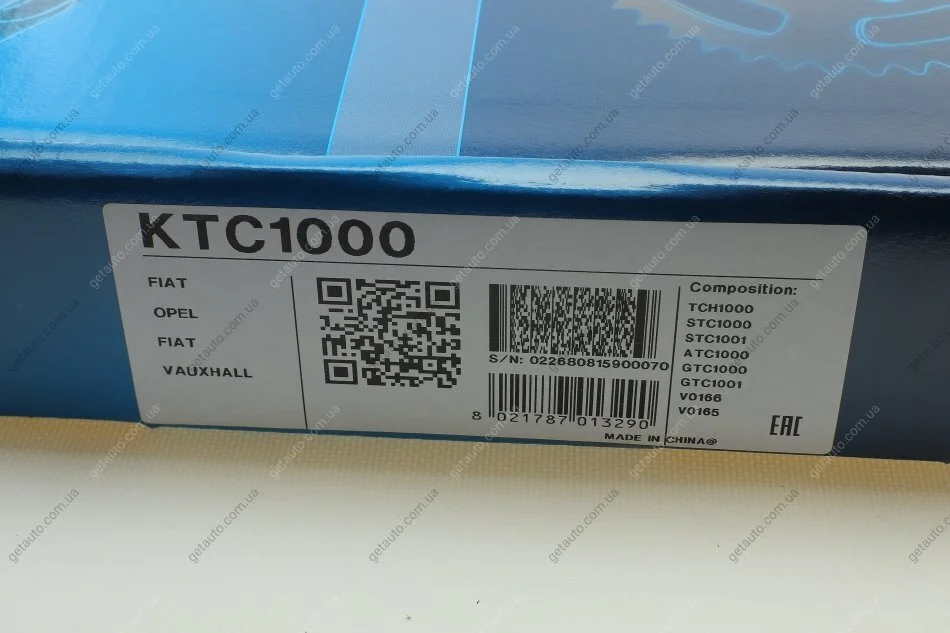 KTC1000
FIAT
OPEL
FIAT
VAUXHALL
S/N: 022680815900070
8 021787 013290
MADE IN CHINA@
Composition:
TCH1000
STC1000
STC1001
ATC1000
GTC1000
GTC1001
V0166
V0165
EAC
getauto.com.ua